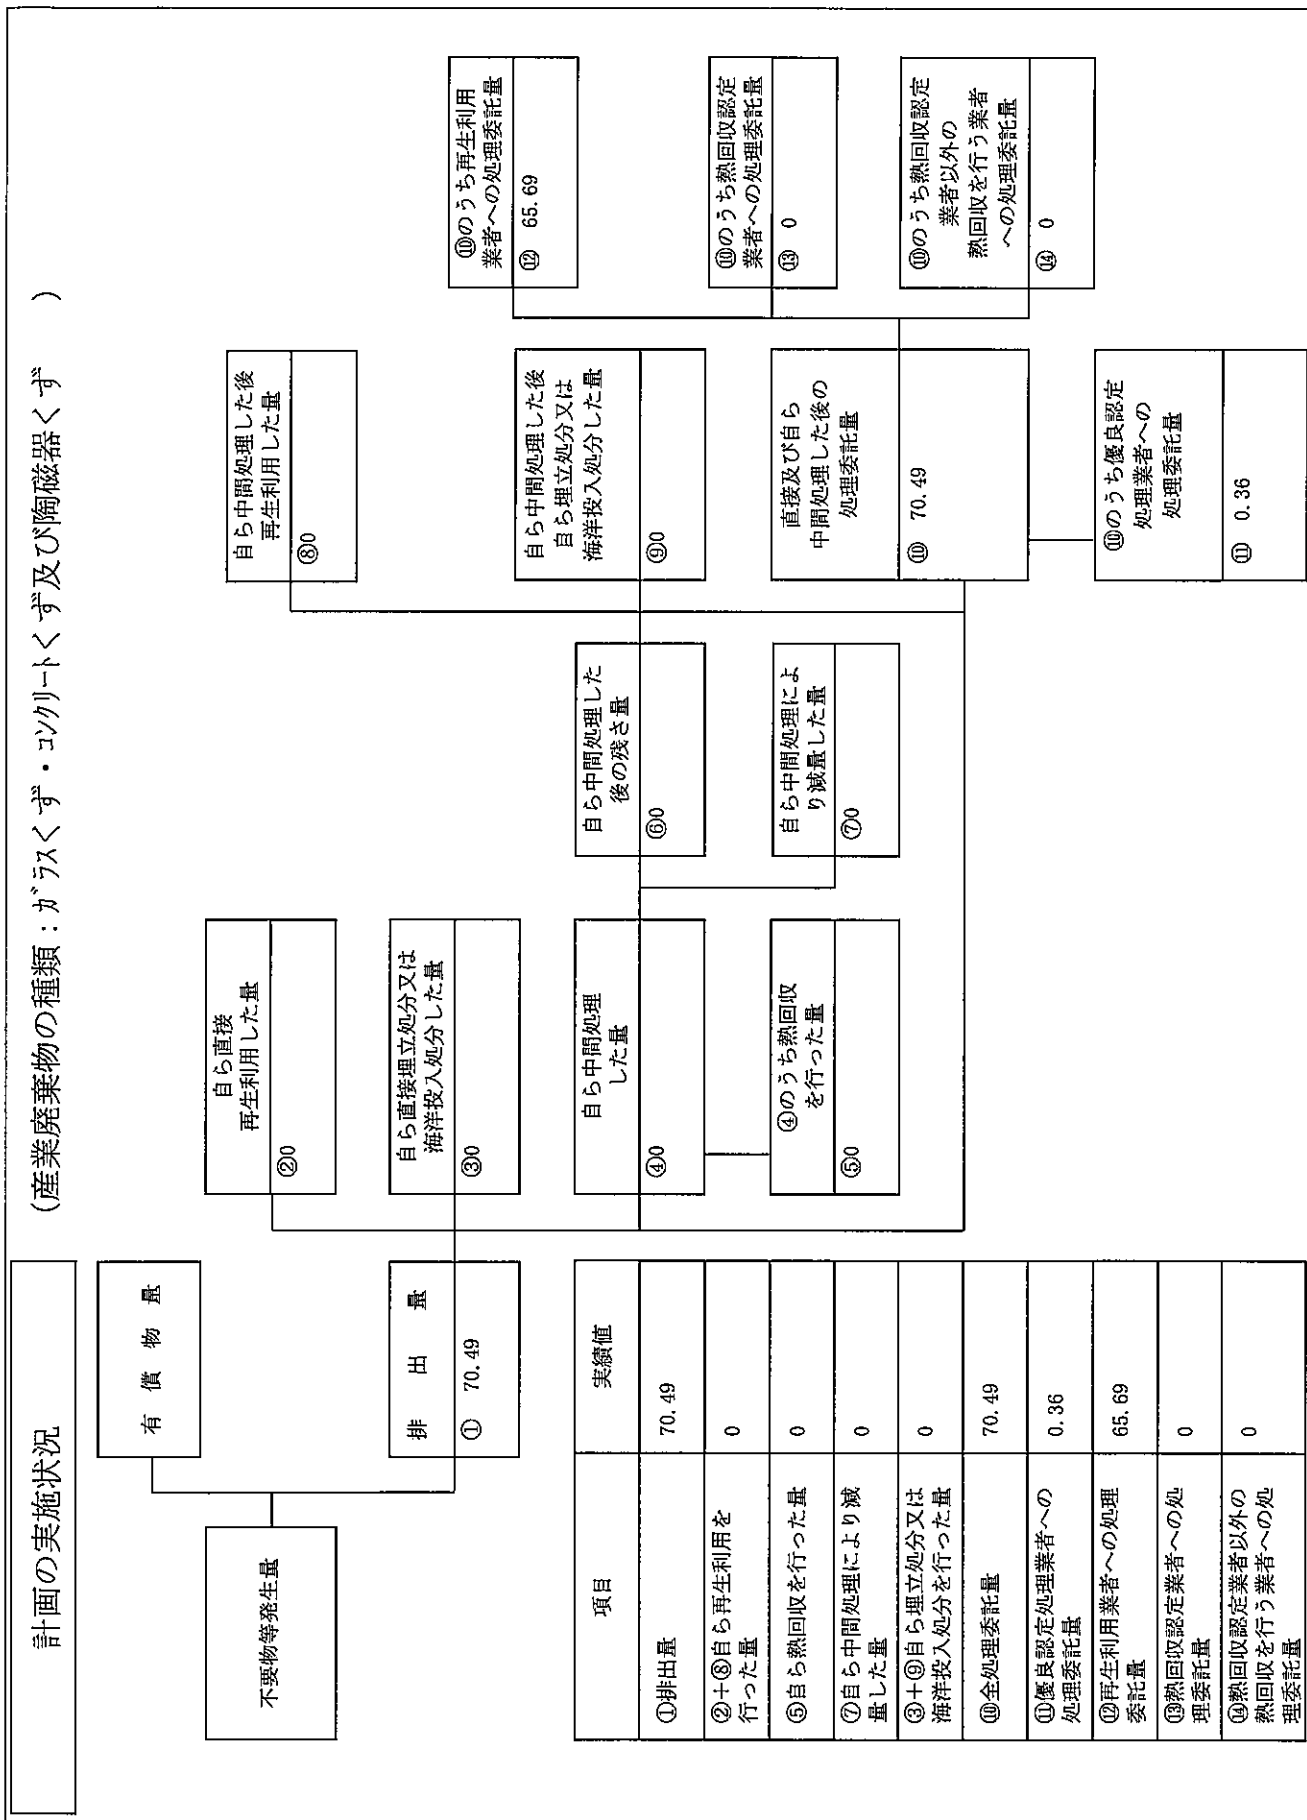 計画の実施状況
(産業廃棄物の種類：ガラスくず・コンクリートくず及び陶磁器くず　)
不要物等発生量
有　償　物　量
排　出　量
①　70.49
自ら直接
再生利用した量
②0
自ら直接埋立処分又は
海洋投入処分した量
③0
自ら中間処理
した量
④0
④のうち熱回収
を行った量
⑤0
自ら中間処理した
後の残さ量
⑥0
自ら中間処理によ
り減量した量
⑦0
自ら中間処理した後
再生利用した量
⑧0
自ら中間処理した後
自ら埋立処分又は
海洋投入処分した量
⑨0
直接及び自ら
中間処理した後の
処理委託量
⑩　70.49
⑩のうち優良認定
処理業者への
処理委託量
⑪　0.36
⑩のうち再生利用
業者への処理委託量
⑫　65.69
⑩のうち熱回収認定
業者への処理委託量
⑬　0
⑩のうち熱回収認定
業者以外の
熱回収を行う業者
への処理委託量
⑭　0
項目　実績値
①排出量　70.49
②＋⑧自ら再生利用を
行った量　0
⑤自ら熱回収を行った量　0
⑦自ら中間処理により減
量した量　0
③＋⑨自ら埋立処分又は
海洋投入処分を行った量　0
⑩全処理委託量　70.49
⑪優良認定処理業者への
処理委託量　0.36
⑫再生利用業者への処理
委託量　65.69
⑬熱回収認定業者への処
理委託量　0
⑭熱回収認定業者以外の
熱回収を行う業者への処
理委託量　0